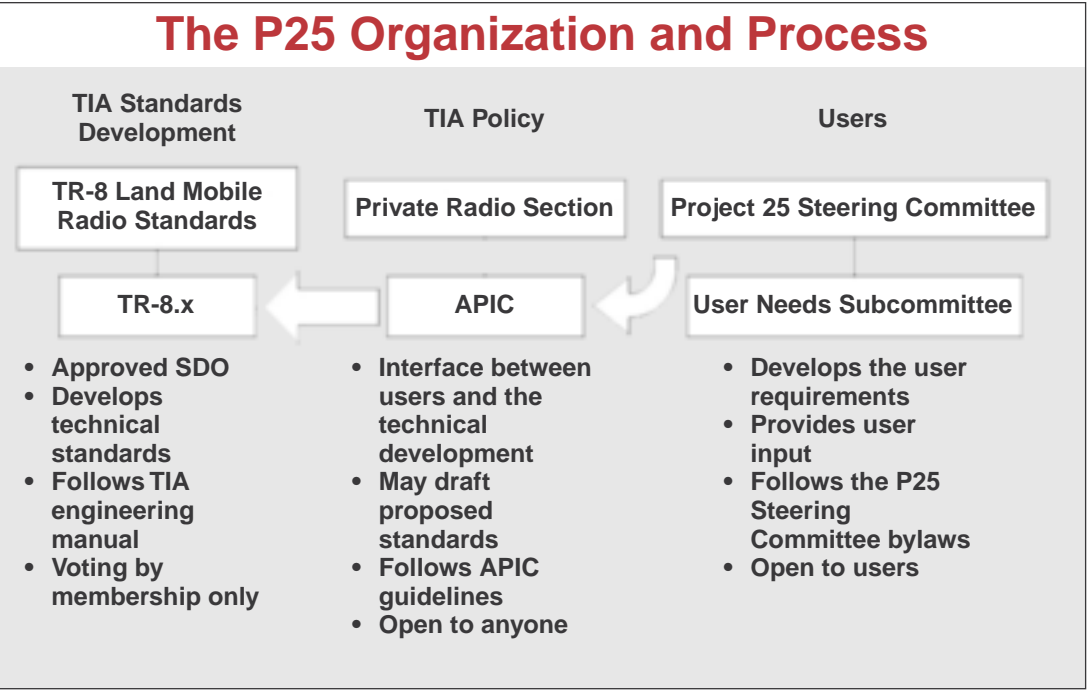 The P25 Organization and Process
TIA Standards
Development
TR-8 Land Mobile
Radio Standards
TR-8.x
• Approved SDO
• Develops
technical
standards
• Follows TIA
engineering
manual
• Voting by
membership only
TIA Policy
Private Radio Section
APIC
• Interface between
users and the
technical
development
• May draft
proposed
standards
• Follows APIC
guidelines
• Open to anyone
Users
Project 25 Steering Committee
User Needs Subcommittee
• Develops the user
requirements
• Provides user
input
• Follows the P25
Steering
Committee bylaws
• Open to users